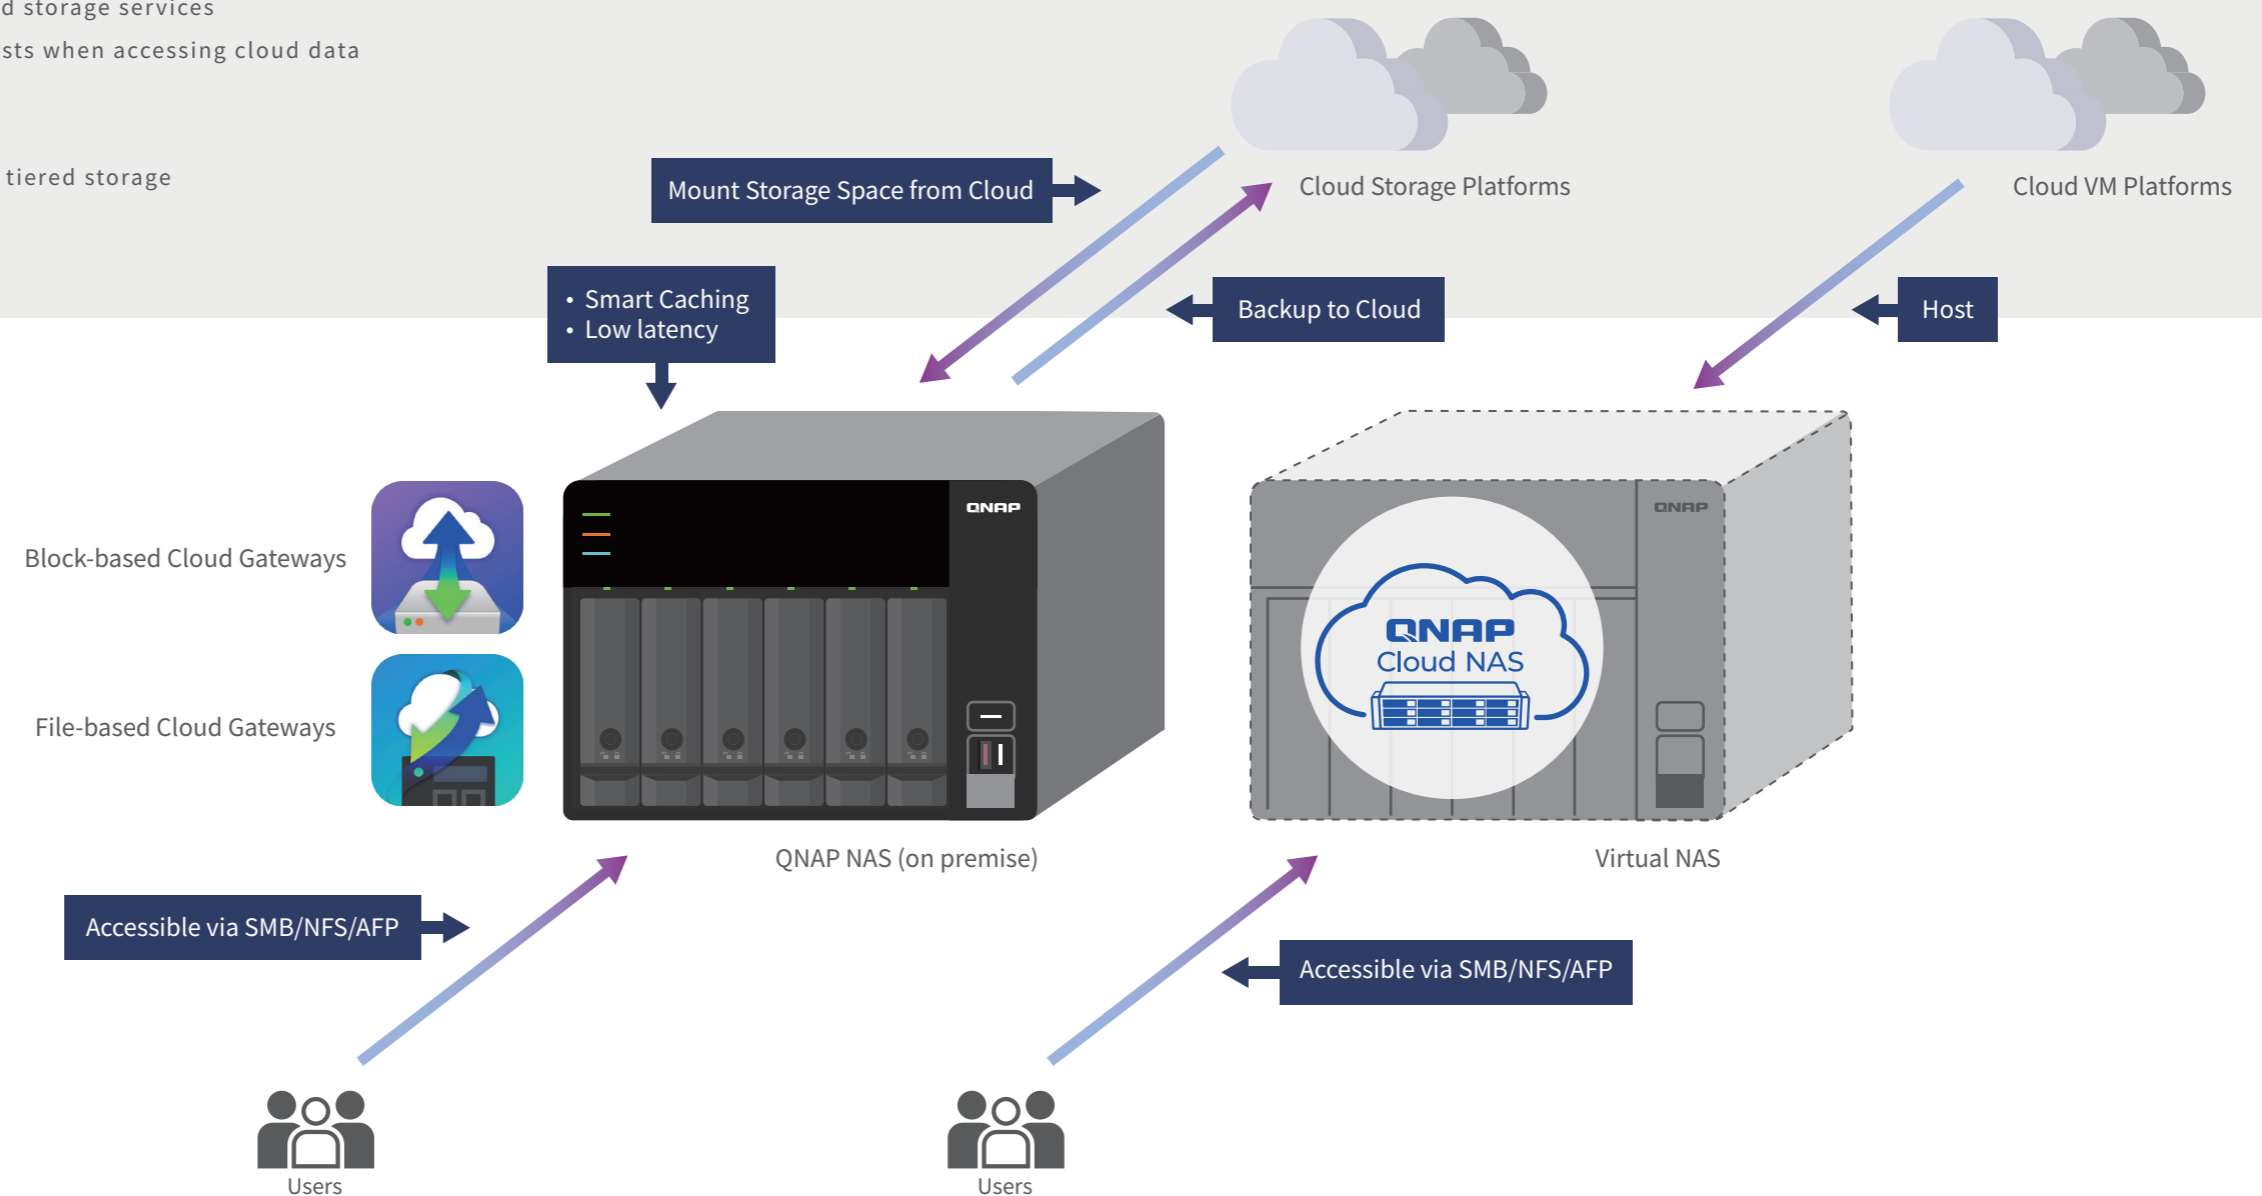 d storage services
sts when accessing cloud data
tiered storage
Mount Storage Space from Cloud
Cloud Storage Platforms
Cloud VM Platforms
• Smart Caching
• Low latency
Backup to Cloud
Host
QNAP
QNAP
Block-based Cloud Gateways
QNAP
Cloud NAS
File-based Cloud Gateways
QNAP NAS (on premise)
Virtual NAS
Accessible via SMB/NFS/AFP
Accessible via SMB/NFS/AFP
Users
Users